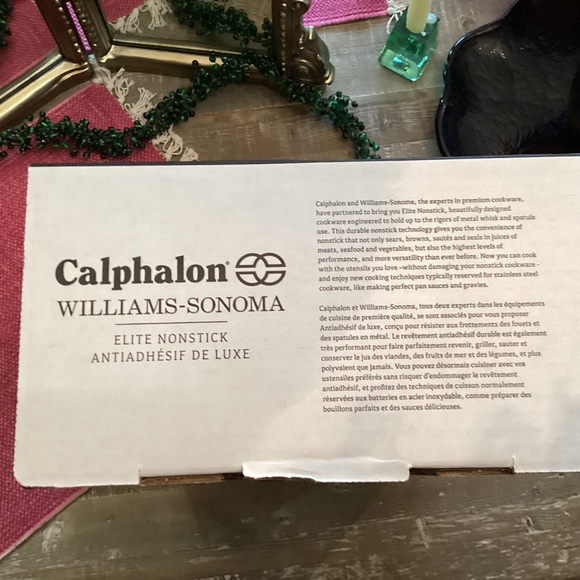 Calphalon®
WILLIAMS-SONOMA
ELITE NONSTICK
ANTIADHÉSIF DE LUXE
Calphalon and Williams-Sonoma, the experts in premium cookware,
have partnered to bring you Elite Nonstick, beautifully designed
cookware engineered to hold up to the rigors of metal whisk and spatula
use. This durable nonstick technology gives you the convenience of
nonstick that not only sears, browns, sautés and seals in juices of
meats, seafood and vegetables, but also the highest levels of
performance, and more versatility than ever before. Now you can cook
with the utensils you love –without damaging your nonstick cookware–
and enjoy new cooking techniques typically reserved for stainless steel
cookware, like making perfect pan sauces and gravies.
Calphalon et Williams-Sonoma, tous deux experts dans les équipements
de cuisine de première qualité, se sont associés pour vous proposer
Antiadhésif de luxe, conçu pour résister aux frottements des fouets et
des spatules en métal. Le revêtement antiadhésif durable est également
très performant pour faire parfaitement revenir, griller, sauter et
conserver le jus des viandes, des fruits de mer et des légumes, et plus
polyvalent que jamais. Vous pouvez désormais cuisiner avec vos
ustensiles préférés sans risquer d'endommager le revêtement
antiadhésif, et profitez des techniques de cuisson normalement
réservées aux batteries en acier inoxydable, comme préparer des
bouillons parfaits et des sauces délicieuses.